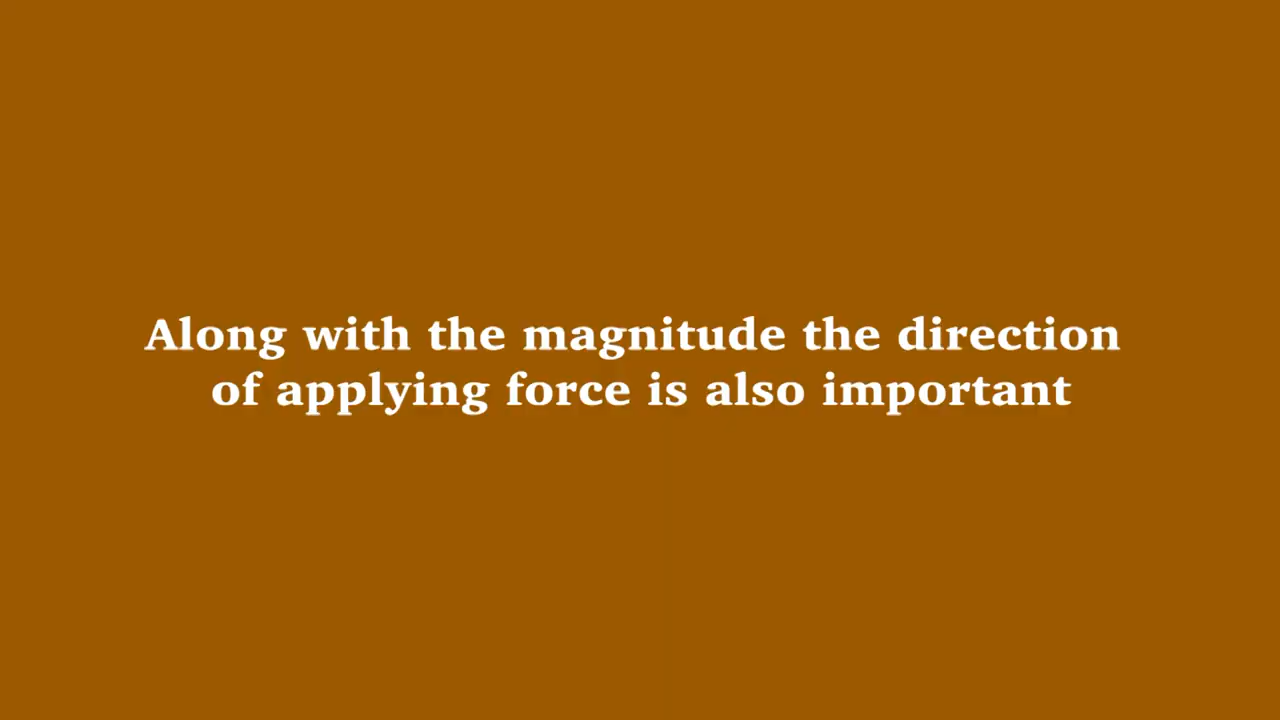 Along with the magnitude the direction
of applying force is also important